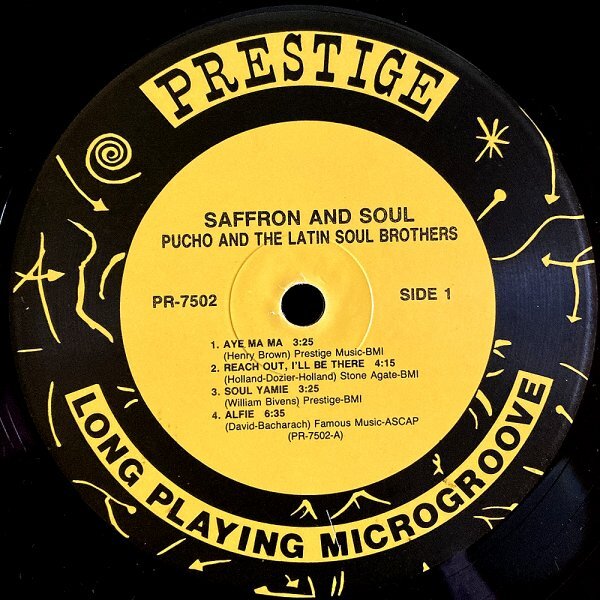 PRESTIGE
SAFFRON AND SOUL
PUCHO AND THE LATIN SOUL BROTHERS
PR-7502 SIDE 1
1. AYE MA MA 3:25
(Henry Brown) Prestige Music-BMI
2. REACH OUT, I'LL BE THERE 4:15
(Holland-Dozier-Holland) Stone Agate-BMI
3. SOUL YAMIE 3:25
(William Bivens) Prestige-BMI
4. ALFIE 6:35
(David-Bacharach) Famous Music-ASCAP
(PR-7502-A)
LONG PLAYING MICROGROOVE